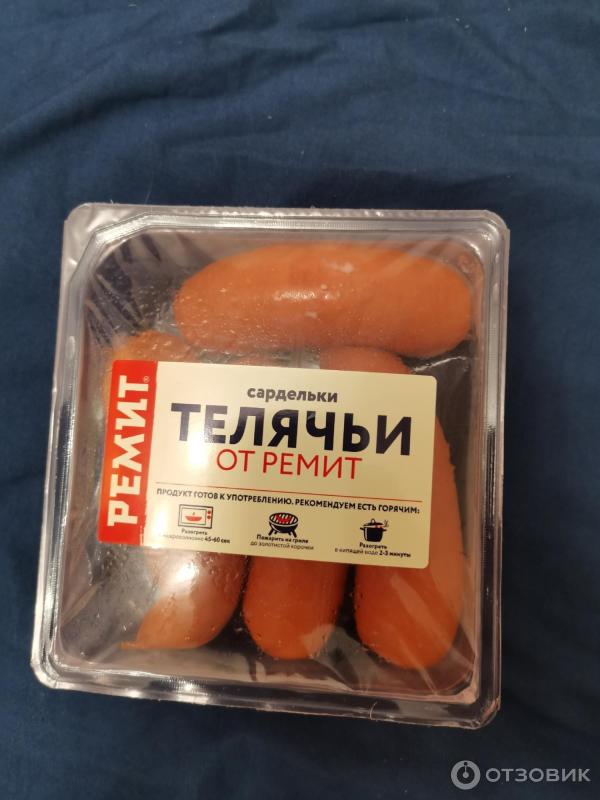 РЕМИТ®
сардельки
ТЕЛЯЧЬИ
ОТ РЕМИТ
ПРОДУКТ ГОТОВ К УПОТРЕБЛЕНИЮ. РЕКОМЕНДУЕМ ЕСТЬ ГОРЯЧИМ:
Разогреть
в микроволновке 45-60 сек
Пожарить на гриле
до золотистой корочки
Разогреть
в кипящей воде 2-3 минуты
ОТЗОВИК